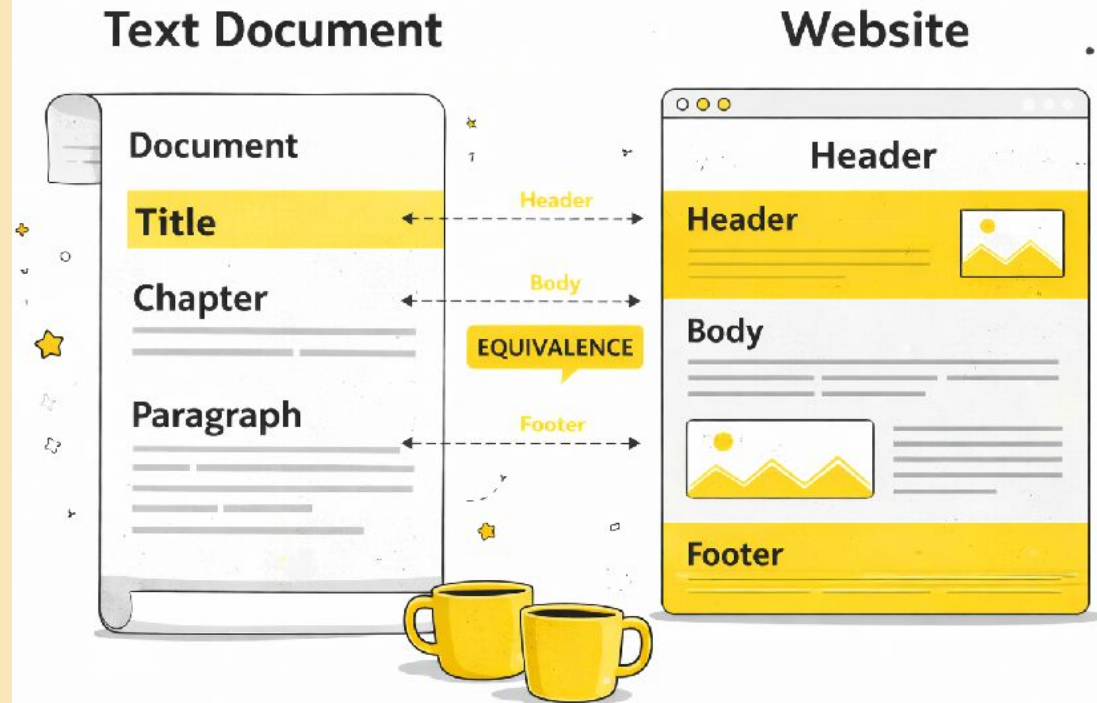 Text Document
Website
Document
Title
Chapter
Paragraph
Header
Body
EQUIVALENCE
Footer
Header
Header
Body
Footer